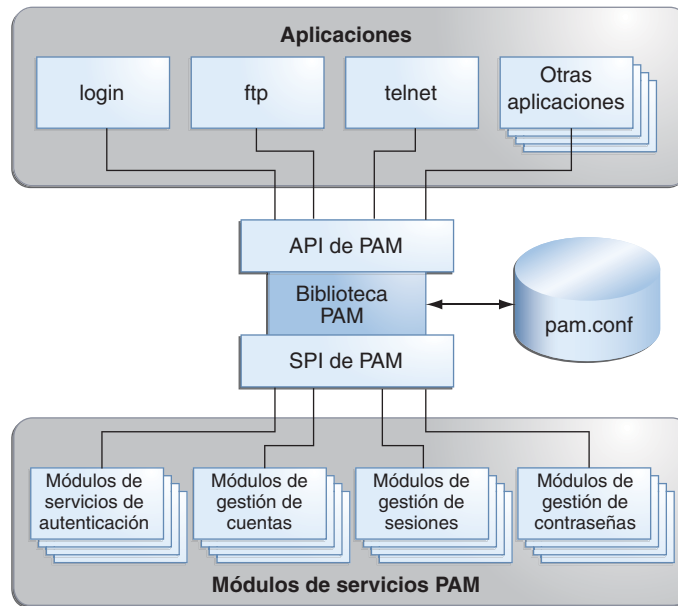 Aplicaciones
login
ftp
telnet
Otras
aplicaciones
API de PAM
Biblioteca
PAM
pam.conf
SPI de PAM
Módulos de
servicios de
autenticación
Módulos de
gestión de
cuentas
Módulos de
gestión de
sesiones
Módulos de
gestión de
contraseñas
Módulos de servicios PAM